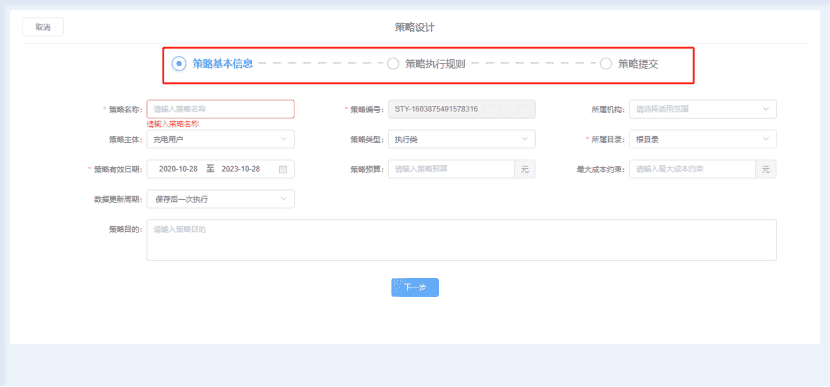 取消
策略设计
策略基本信息 策略执行规则 策略提交
* 策略名称: 请输入策略名称 * 策略编号: STY-1603875491578316 所属机构: 请选择适用范围
请输入策略名称
策略主体: 充电用户 策略类型: 执行类 * 所属目录: 根目录
* 策略有效日期: 2020-10-28 至 2023-10-28 策略预算: 请输入策略预算 元 最大成本约束: 请输入最大成本约束 元
数据更新周期: 保存后一次执行
策略目的: 请输入策略目的
下一步